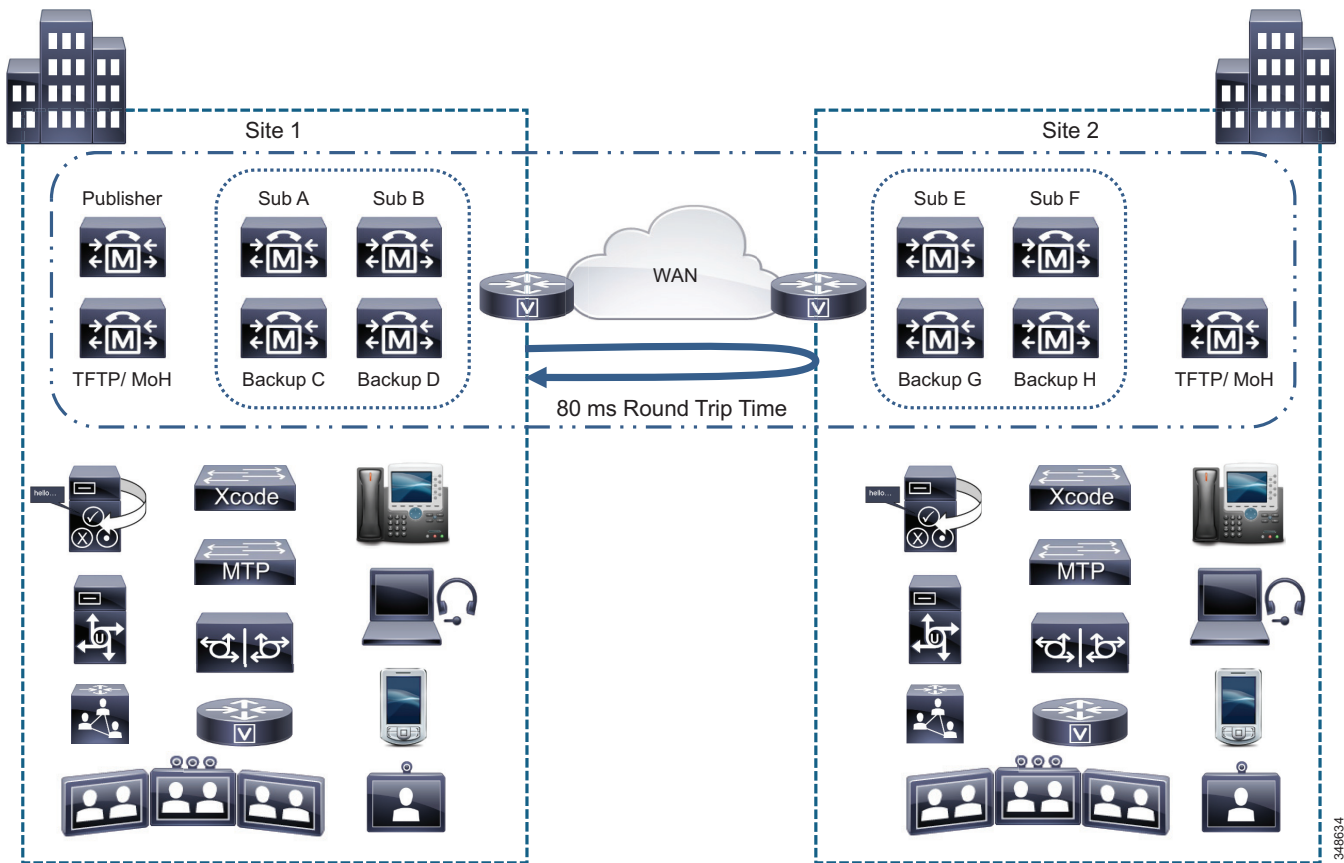 Site 1
Site 2
Publisher
Sub A
Sub B
Sub E
Sub F
M
M
M
M
M
M
WAN
V
V
M
M
M
M
M
TFTP/ MoH
Backup C
Backup D
Backup G
Backup H
TFTP/ MoH
80 ms Round Trip Time
hello...
Xcode
hello...
Xcode
MTP
MTP
U
U
V
V
348634